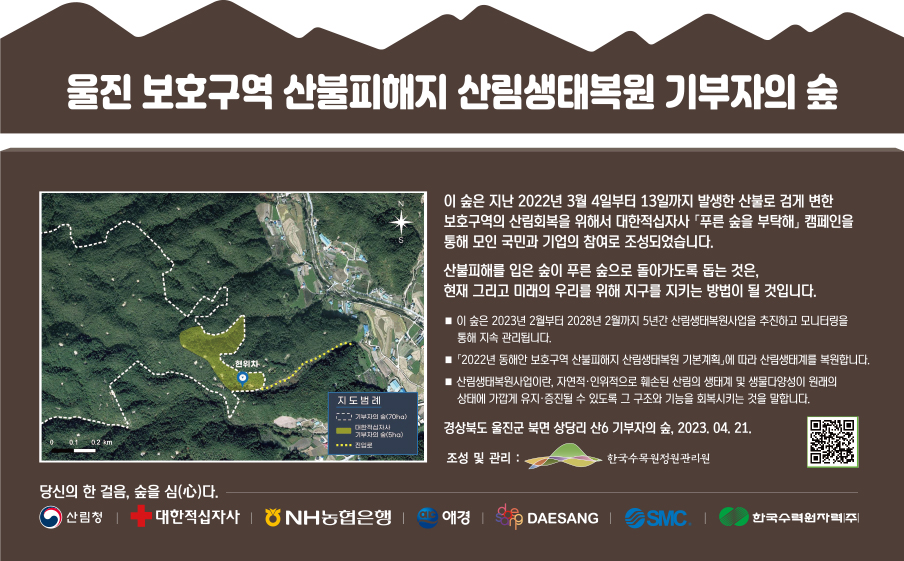 울진 보호구역 산불피해지 산림생태복원 기부자의 숲
이 숲은 지난 2022년 3월 4일부터 13일까지 발생한 산불로 검게 변한
보호구역의 산림회복을 위해서 대한적십자사 「푸른 숲을 부탁해」 캠페인을
통해 모인 국민과 기업의 참여로 조성되었습니다.
산불피해를 입은 숲이 푸른 숲으로 돌아가도록 돕는 것은,
현재 그리고 미래의 우리를 위해 지구를 지키는 방법이 될 것입니다.
■ 이 숲은 2023년 2월부터 2028년 2월까지 5년간 산림생태복원사업을 추진하고 모니터링을
통해 지속 관리됩니다.
■ 「2022년 동해안 보호구역 산불피해지 산림생태복원 기본계획」에 따라 산림생태계를 복원합니다.
■ 산림생태복원사업이란, 자연적·인위적으로 훼손된 산림의 생태계 및 생물다양성이 원래의
상태에 가깝게 유지·증진될 수 있도록 그 구조와 기능을 회복시키는 것을 말합니다.
경상북도 울진군 북면 상당리 산6 기부자의 숲, 2023. 04. 21.
조성 및 관리 : 한국수목원정원관리원
N
S
현위치
지도범례
기부자의 숲(70ha)
대한적십자사
기부자의 숲(5ha)
진입로
0 0.1 0.2 km
당신의 한 걸음, 숲을 심(心)다.
산림청 | 대한적십자사 | NH농협은행 | 애경 | daesang DAESANG | SMC | 한국수력원자력(주)